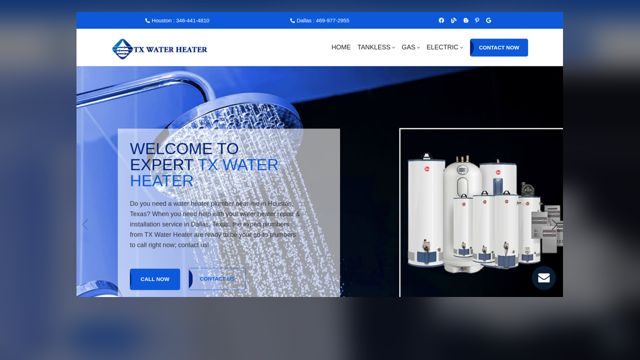 Houston : 346-441-4810
Dallas : 469-977-2955
TX WATER HEATER
HOME TANKLESS GAS ELECTRIC CONTACT NOW
WELCOME TO
EXPERT TX WATER
HEATER
Do you need a water heater plumber near me in Houston,
Texas? When you need help with your water heater repair &
installation service in Dallas, Texas, the expert plumbers
from TX Water Heater are ready to be your go-to plumbers
to call right now; contact us!
CALL NOW
CONTACT US